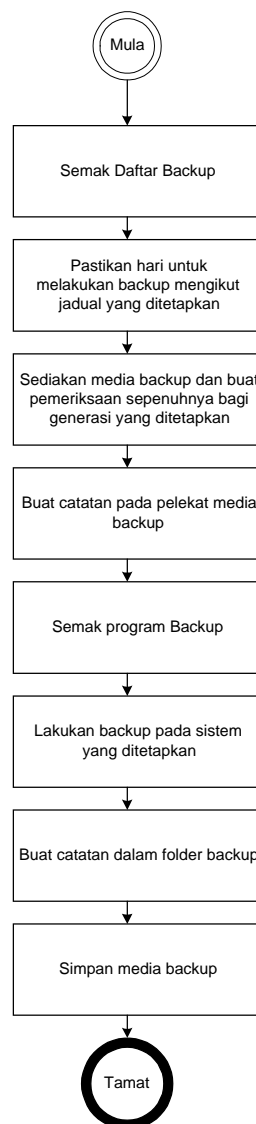 Mula
Semak Daftar Backup
Pastikan hari untuk
melakukan backup mengikut
jadual yang ditetapkan
Sediakan media backup dan buat
pemeriksaan sepenuhnya bagi
generasi yang ditetapkan
Buat catatan pada pelekat media
backup
Semak program Backup
Lakukan backup pada sistem
yang ditetapkan
Buat catatan dalam folder backup
Simpan media backup
Tamat